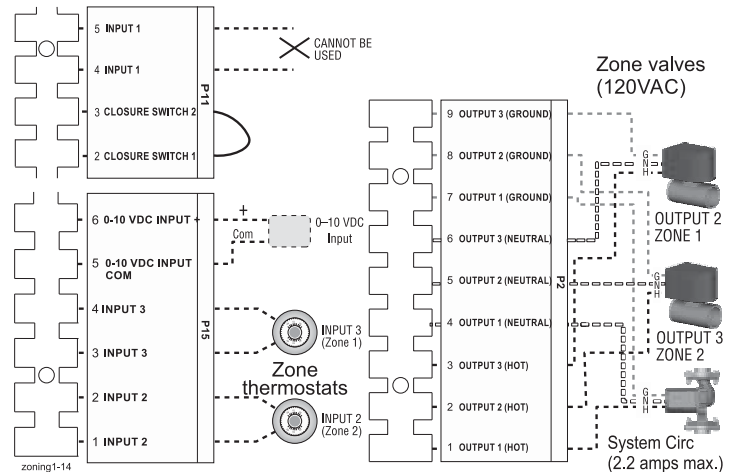 5 INPUT 1
4 INPUT 1
3 CLOSURE SWITCH 2
2 CLOSURE SWITCH 1
P11
CANNOT BE
USED
6 0-10 VDC INPUT +
5 0-10 VDC INPUT
COM
4 INPUT 3
3 INPUT 3
2 INPUT 2
1 INPUT 2
P15
+
Com
0–10 VDC
Input
INPUT 3
(Zone 1)
Zone
thermostats
INPUT 2
(Zone 2)
zoning1-14
9 OUTPUT 3 (GROUND)
8 OUTPUT 2 (GROUND)
7 OUTPUT 1 (GROUND)
6 OUTPUT 3 (NEUTRAL)
5 OUTPUT 2 (NEUTRAL)
4 OUTPUT 1 (NEUTRAL)
3 OUTPUT 3 (HOT)
2 OUTPUT 2 (HOT)
1 OUTPUT 1 (HOT)
P2
Zone valves
(120VAC)
G
N
H
OUTPUT 2
ZONE 1
G
N
H
OUTPUT 3
ZONE 2
G
N
H
System Circ
(2.2 amps max.)